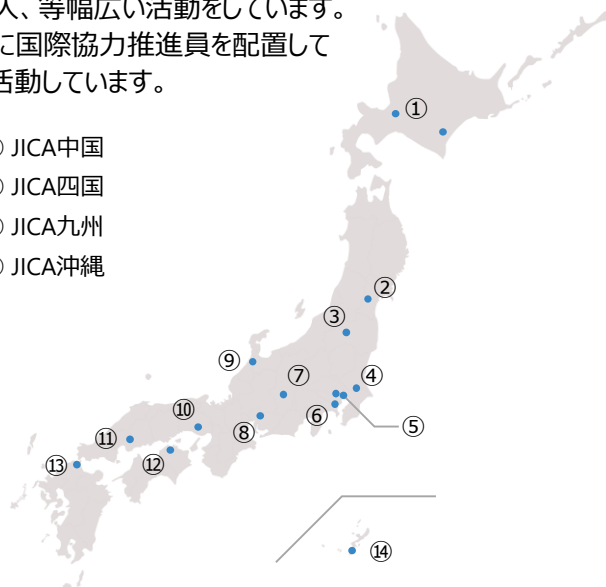 人、等幅広い活動をしています。
に国際協力推進員を配置して
活動しています。
JICA中国
JICA四国
JICA九州
JICA沖縄
①
②
③
④
⑤
⑥
⑦
⑧
⑨
⑩
⑪
⑫
⑬
⑭